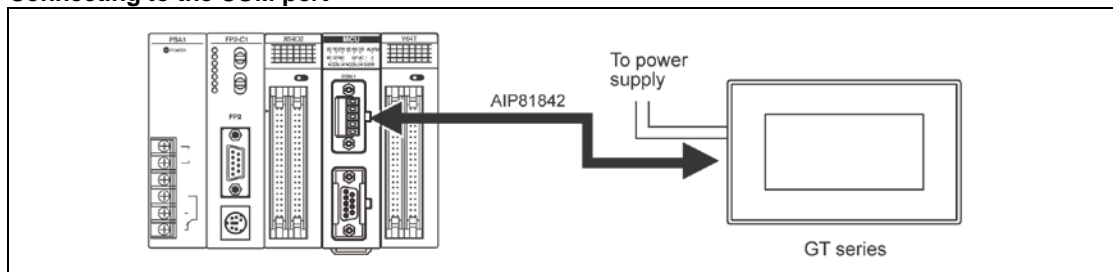 Connecting to the COM port
PSA1
FP2-C1
X64D2
MCU
Y64T
POWER
COM.1
FP2
To power
supply
AIP81842
GT series